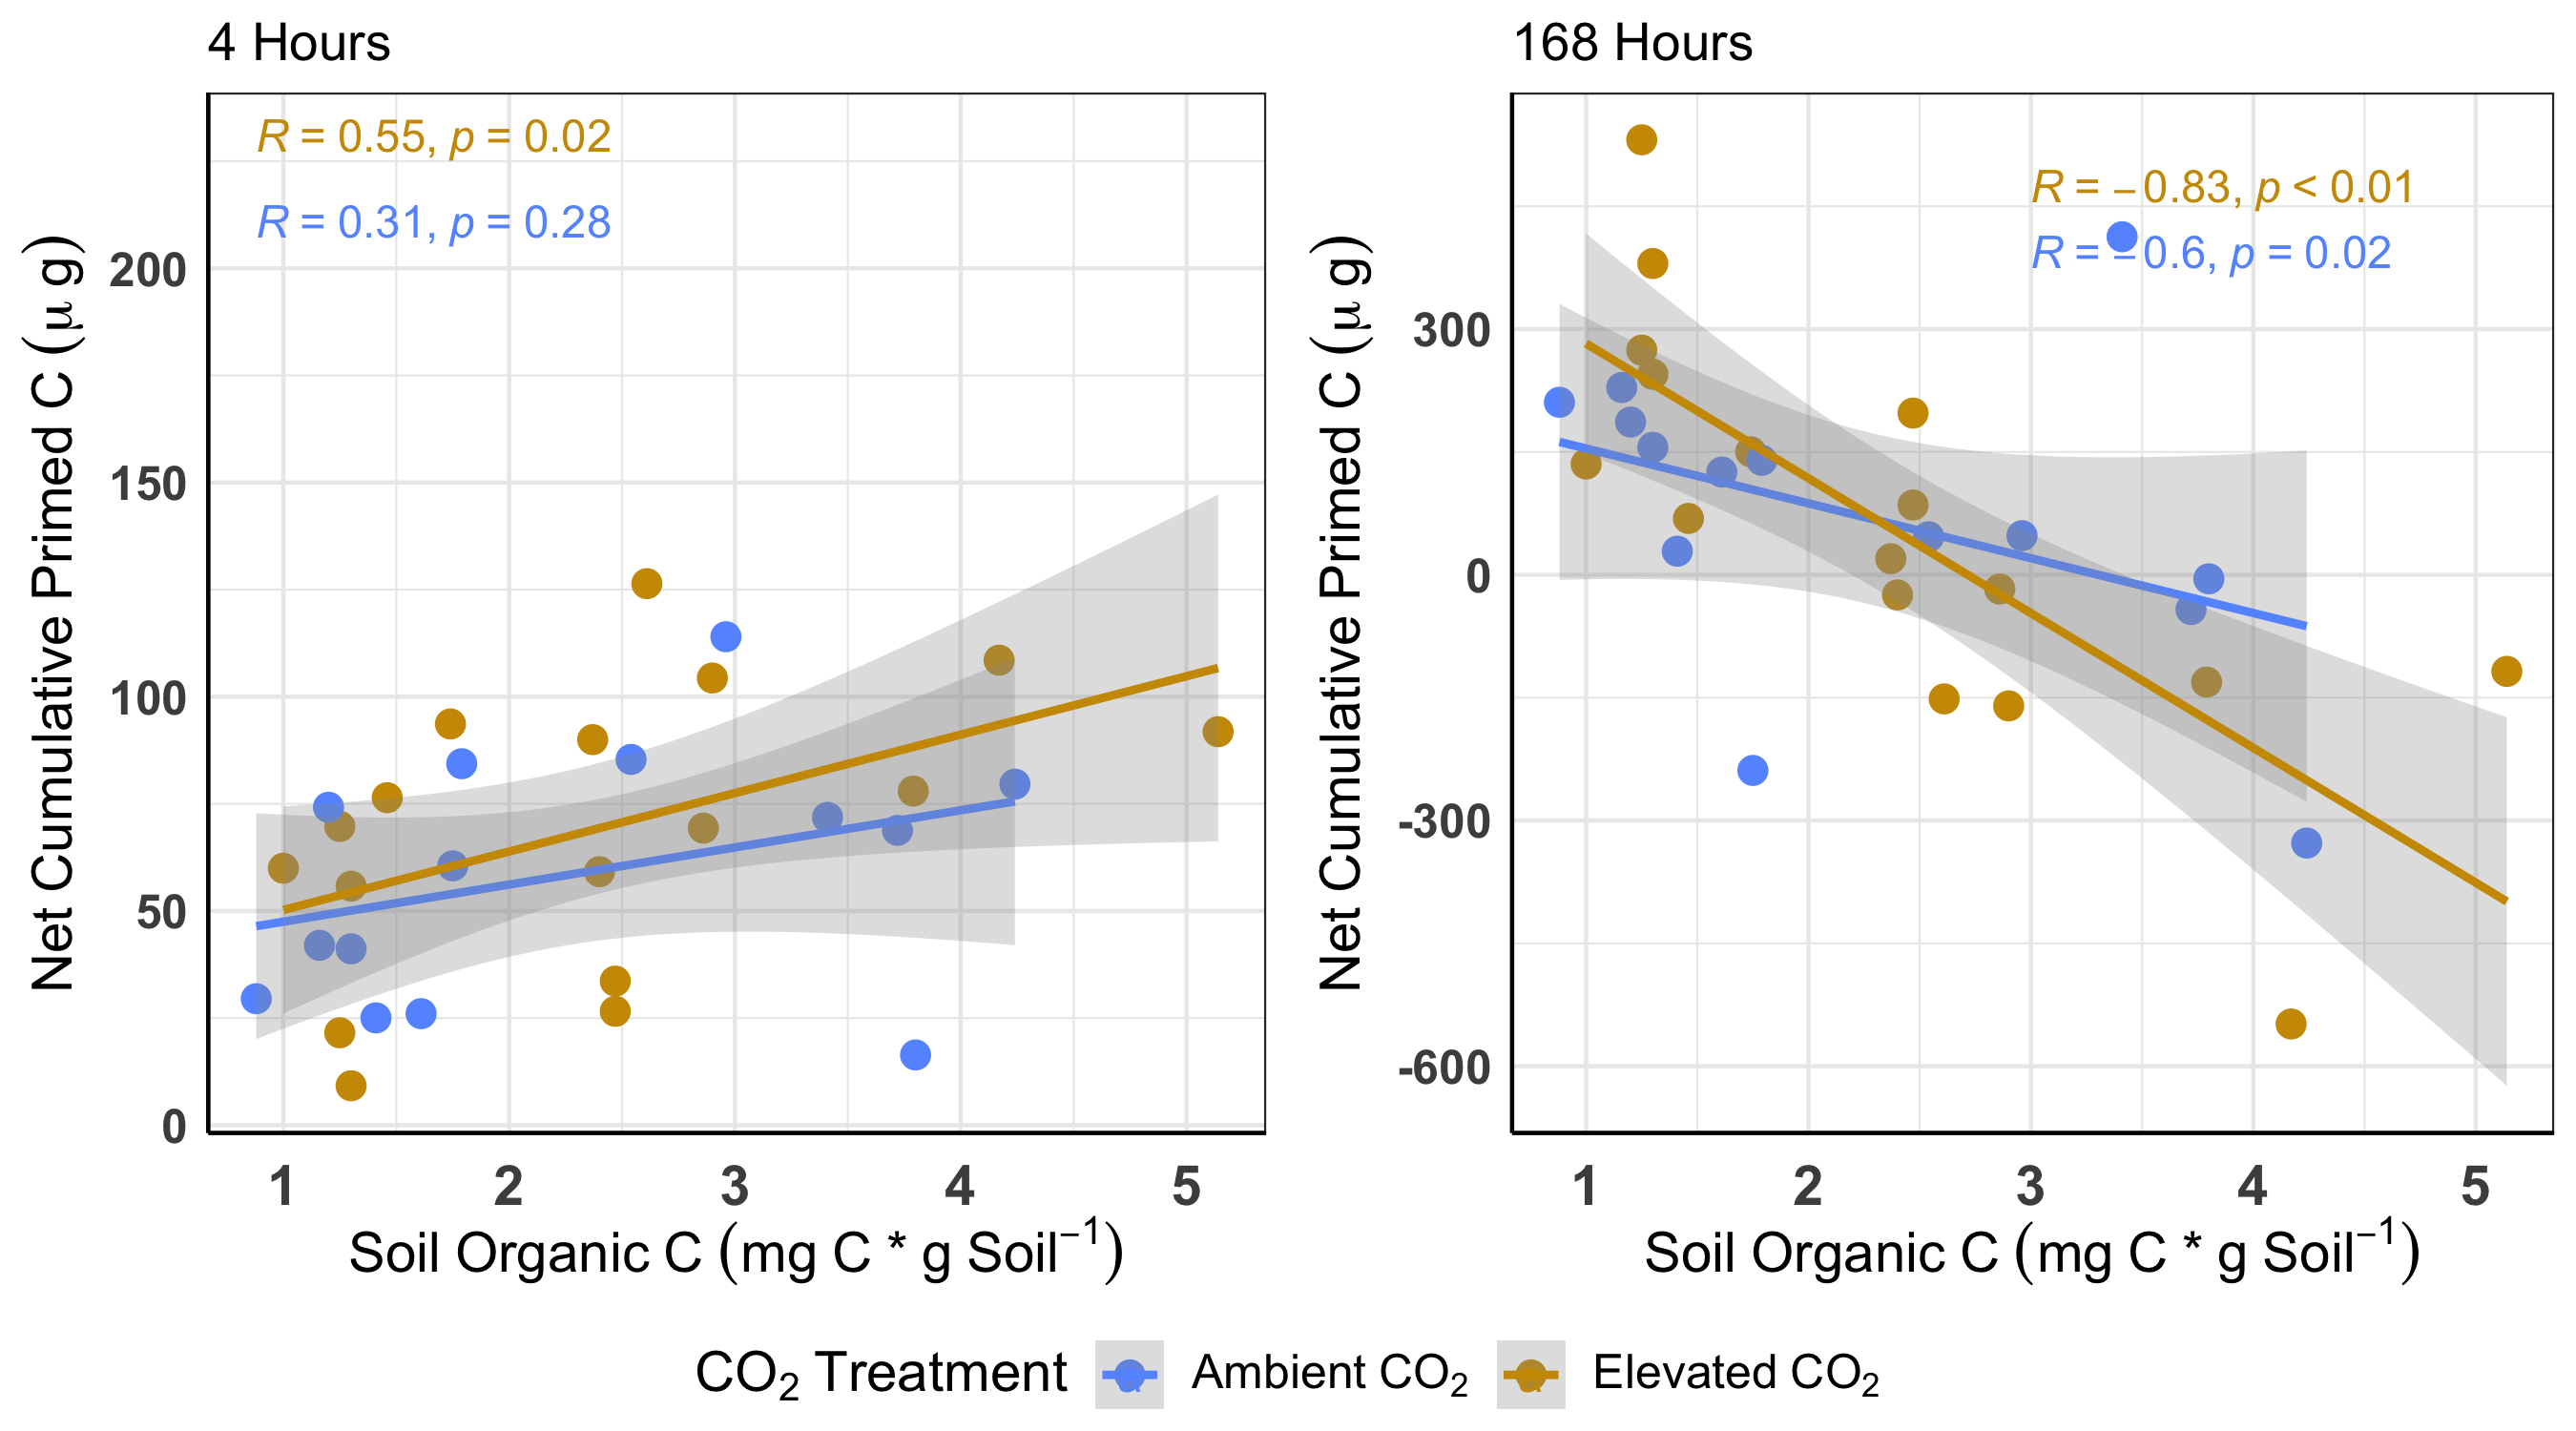 4 Hours
R = 0.55, p = 0.02
R = 0.31, p = 0.28
Net Cumulative Primed C (μ g)
200
150
100
50
0
1 2 3 4 5
Soil Organic C (mg C * g Soil⁻¹)
168 Hours
R = −0.83, p < 0.01
R = −0.6, p = 0.02
Net Cumulative Primed C (μ g)
300
0
-300
-600
1 2 3 4 5
Soil Organic C (mg C * g Soil⁻¹)
CO₂ Treatment Ambient CO₂ Elevated CO₂